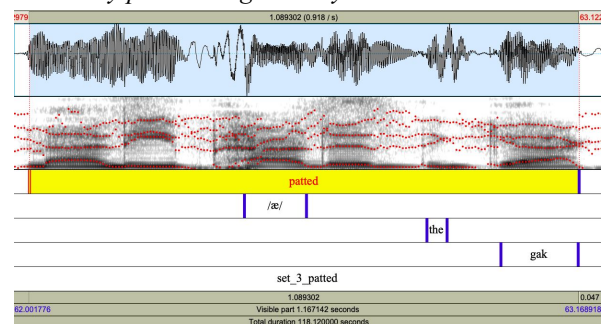 2979 1.089302 (0.918 / s) 63.122
patted
/æ/
the
gak
set_3_patted
1.089302 0.047
62.001776 Visible part 1.167142 seconds 63.168918
Total duration 118.120000 seconds